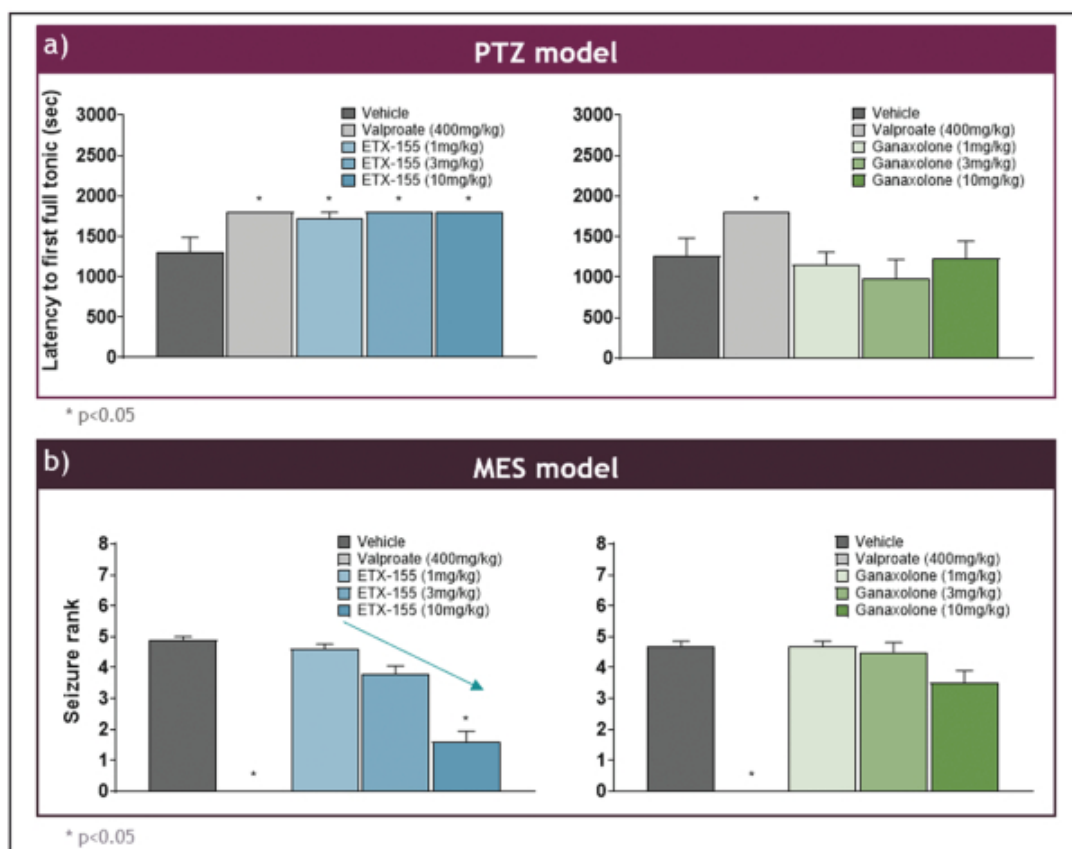 a)
PTZ model
Latency to first full tonic (sec)
3000
2500
2000
1500
1000
500
0
Vehicle
Valproate (400mg/kg)
ETX-155 (1mg/kg)
ETX-155 (3mg/kg)
ETX-155 (10mg/kg)
* * * *
3000
2500
2000
1500
1000
500
0
Vehicle
Valproate (400mg/kg)
Ganaxolone (1mg/kg)
Ganaxolone (3mg/kg)
Ganaxolone (10mg/kg)
*
* p<0.05
b)
MES model
Seizure rank
8
7
6
5
4
3
2
1
0
Vehicle
Valproate (400mg/kg)
ETX-155 (1mg/kg)
ETX-155 (3mg/kg)
ETX-155 (10mg/kg)
*
*
8
7
6
5
4
3
2
1
0
Vehicle
Valproate (400mg/kg)
Ganaxolone (1mg/kg)
Ganaxolone (3mg/kg)
Ganaxolone (10mg/kg)
*
* p<0.05